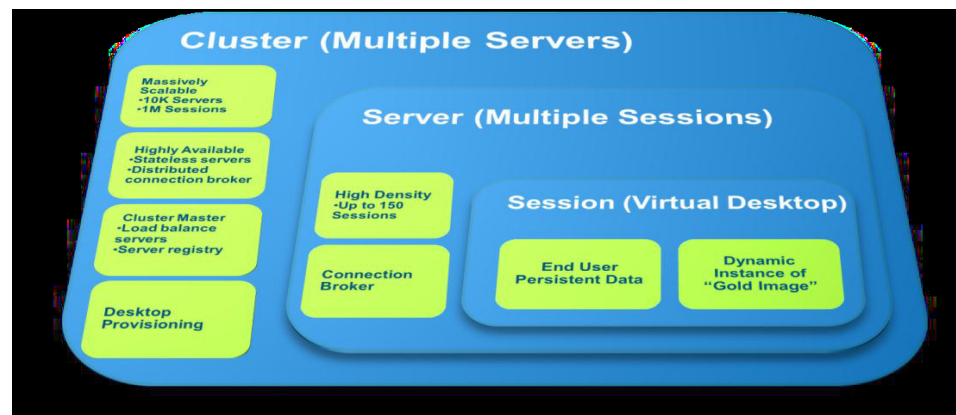 Cluster (Multiple Servers)
Massively
Scalable
•10K Servers
•1M Sessions
Highly Available
•Stateless servers
•Distributed
connection broker
Cluster Master
•Load balance
servers
•Server registry
Desktop
Provisioning
Server (Multiple Sessions)
High Density
•Up to 150
Sessions
Connection
Broker
Session (Virtual Desktop)
End User
Persistent Data
Dynamic
Instance of
“Gold Image”